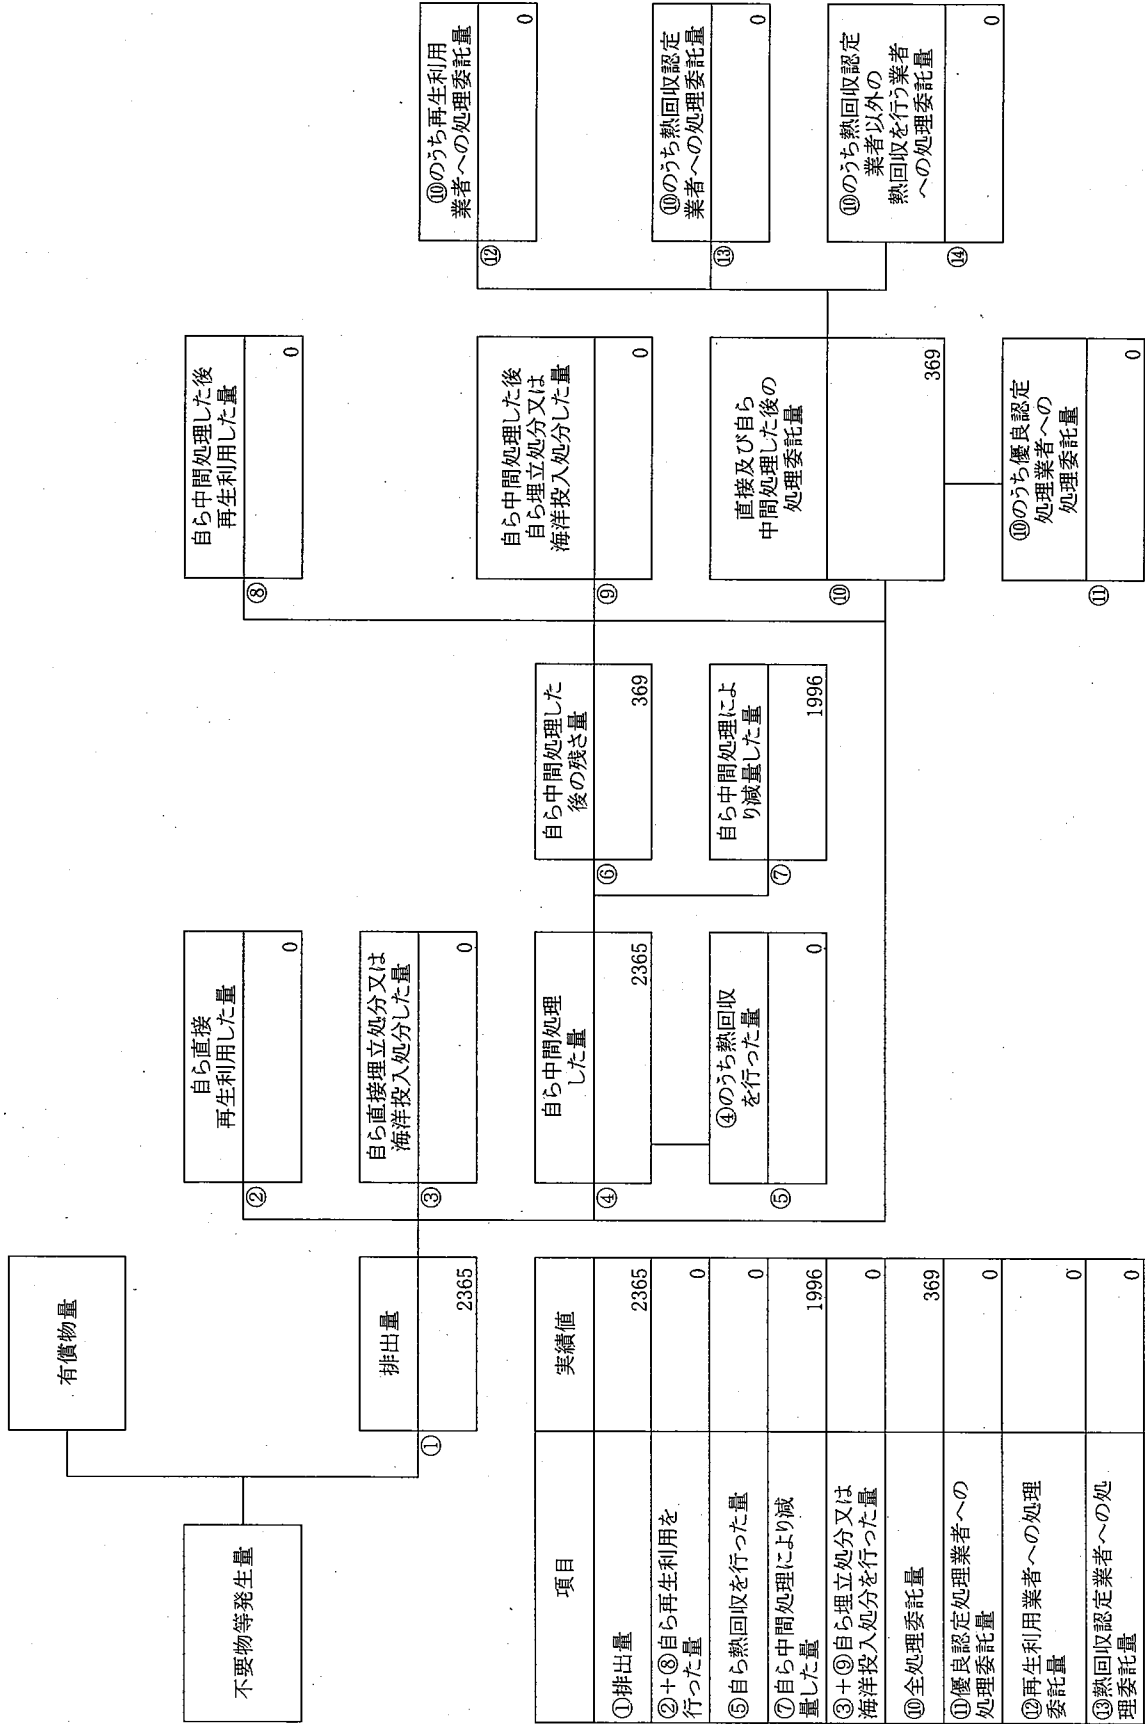 不要物等発生量
有償物量
排出量
①
2365
自ら直接
再生利用した量
②
0
自ら直接埋立処分又は
海洋投入処分した量
③
0
自ら中間処理
した量
④
2365
④のうち熱回収
を行った量
⑤
0
自ら中間処理した
後の残さ量
⑥
369
自ら中間処理によ
り減量した量
⑦
1996
自ら中間処理した後
再生利用した量
⑧
0
自ら中間処理した後
自ら埋立処分又は
海洋投入処分した量
⑨
0
直接及び自ら
中間処理した後の
処理委託量
⑩
369
⑩のうち優良認定
処理業者への
処理委託量
⑪
0
⑩のうち再生利用
業者への処理委託量
⑫
0
⑩のうち熱回収認定
業者への処理委託量
⑬
0
⑩のうち熱回収認定
業者以外の
熱回収を行う業者
への処理委託量
⑭
0
項目 実績値
①排出量 2365
②+⑧自ら再生利用を
行った量 0
⑤自ら熱回収を行った量 0
⑦自ら中間処理により減
量した量 1996
③+⑨自ら埋立処分又は
海洋投入処分を行った量 0
⑩全処理委託量 369
⑪優良認定処理業者への
処理委託量 0
⑫再生利用業者への処理
委託量 0
⑬熱回収認定業者への処
理委託量 0